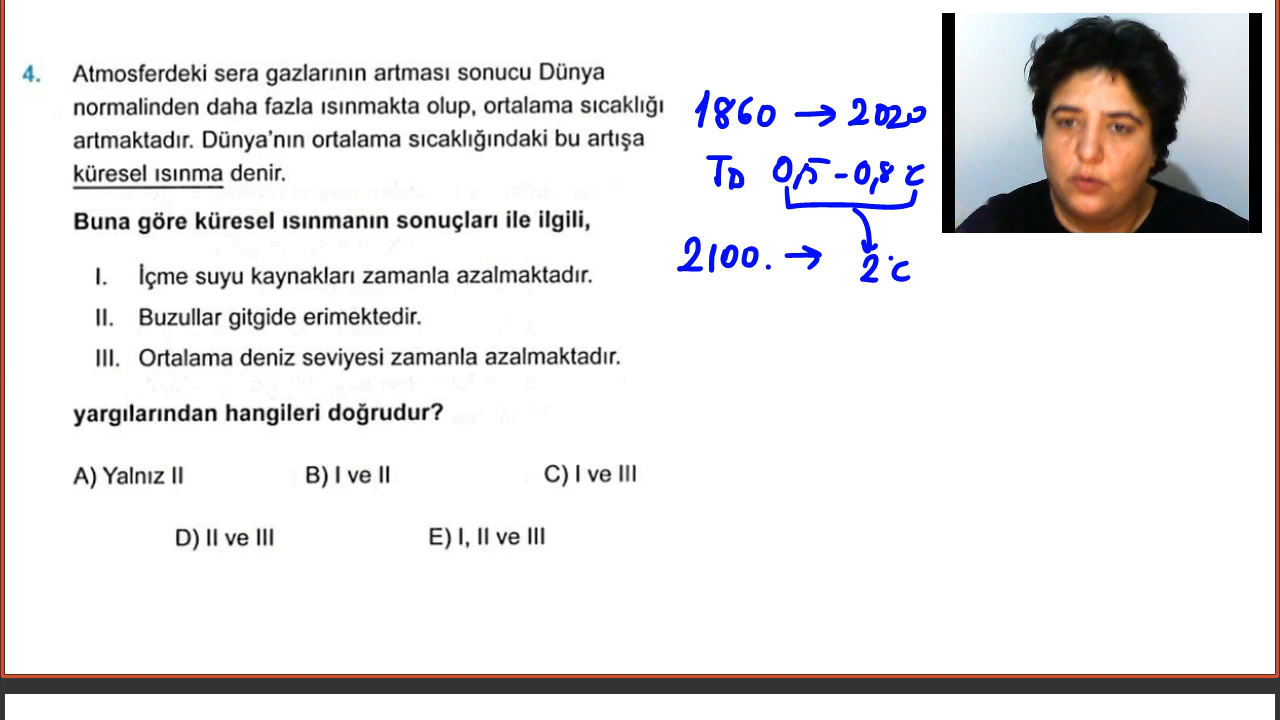 4. Atmosferdeki sera gazlarının artması sonucu Dünya
normalinden daha fazla ısınmakta olup, ortalama sıcaklığı
artmaktadır. Dünya'nın ortalama sıcaklığındaki bu artışa
küresel ısınma denir.
Buna göre küresel ısınmanın sonuçları ile ilgili,
I. İçme suyu kaynakları zamanla azalmaktadır.
II. Buzullar gitgide erimektedir.
III. Ortalama deniz seviyesi zamanla azalmaktadır.
yargılarından hangileri doğrudur?
A) Yalnız II B) I ve II C) I ve III
D) II ve III E) I, II ve III
1860 → 2020
TD 0,5 - 0,8 °C
2100. → 2°C